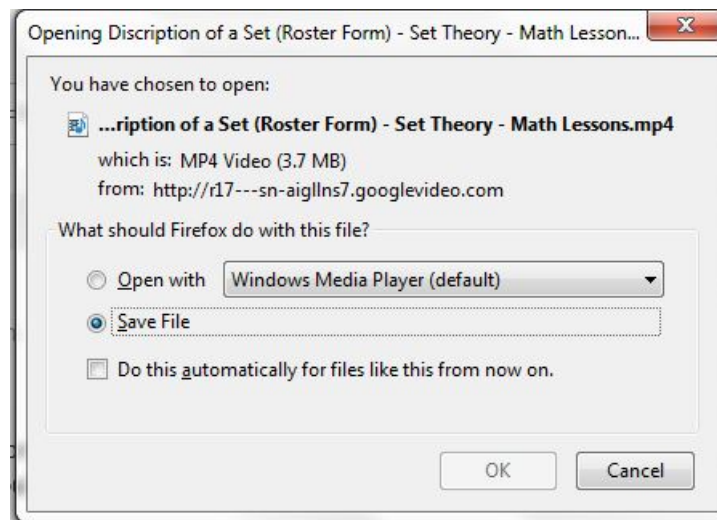 Opening Discription of a Set (Roster Form) - Set Theory - Math Lesson...
You have chosen to open:
...ription of a Set (Roster Form) - Set Theory - Math Lessons.mp4
which is: MP4 Video (3.7 MB)
from: http://r17---sn-aigllns7.googlevideo.com
What should Firefox do with this file?
Open with Windows Media Player (default)
Save File
Do this automatically for files like this from now on.
OK Cancel